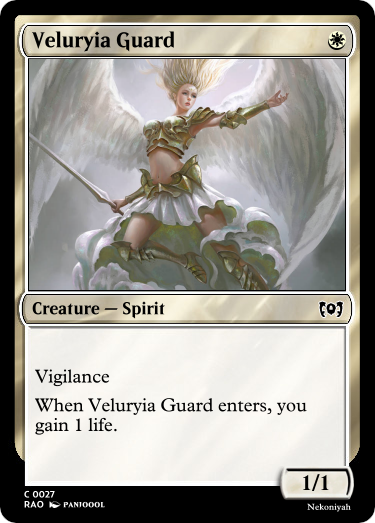 Veluryia Guard
Creature — Spirit
Vigilance
When Veluryia Guard enters, you
gain 1 life.
1/1
C 0027
RAO PANJOOOL
Nekoniyah